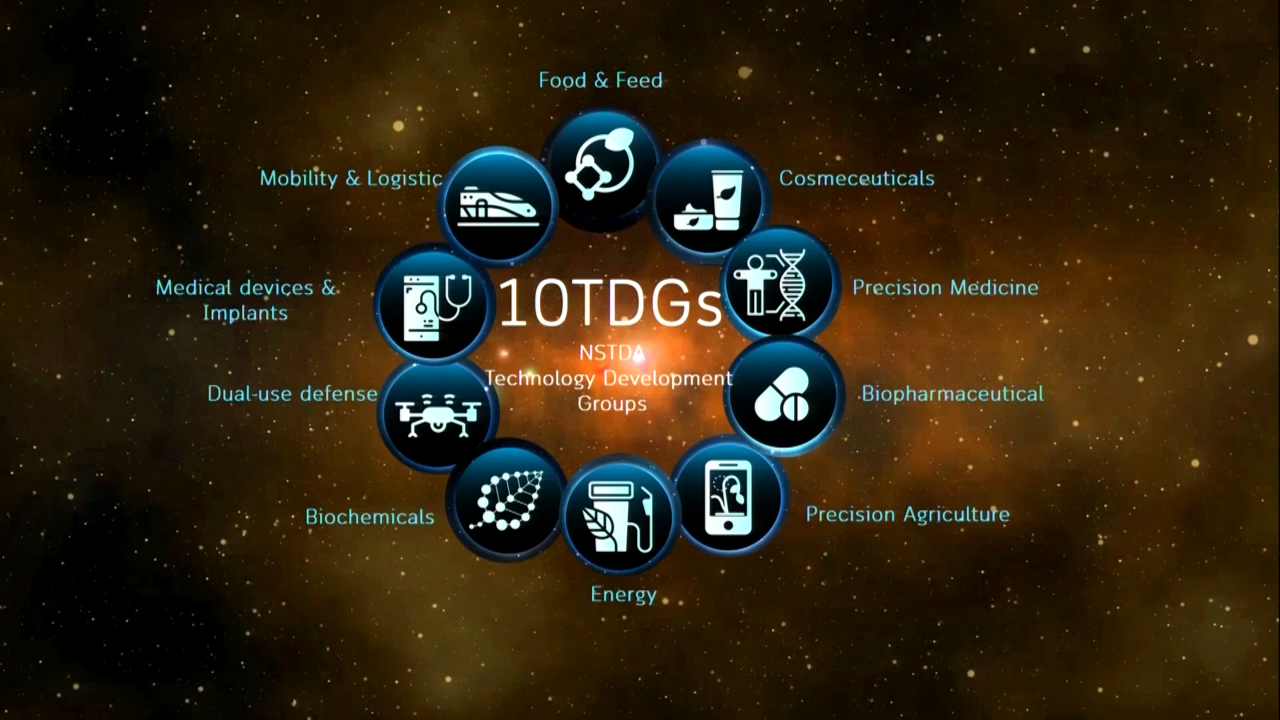 Food & Feed
Mobility & Logistic
Cosmeceuticals
Medical devices &
Implants
10TDGs
Precision Medicine
NSTDA
Technology Development
Groups
Dual-use defense
Biopharmaceutical
Biochemicals
Precision Agriculture
Energy